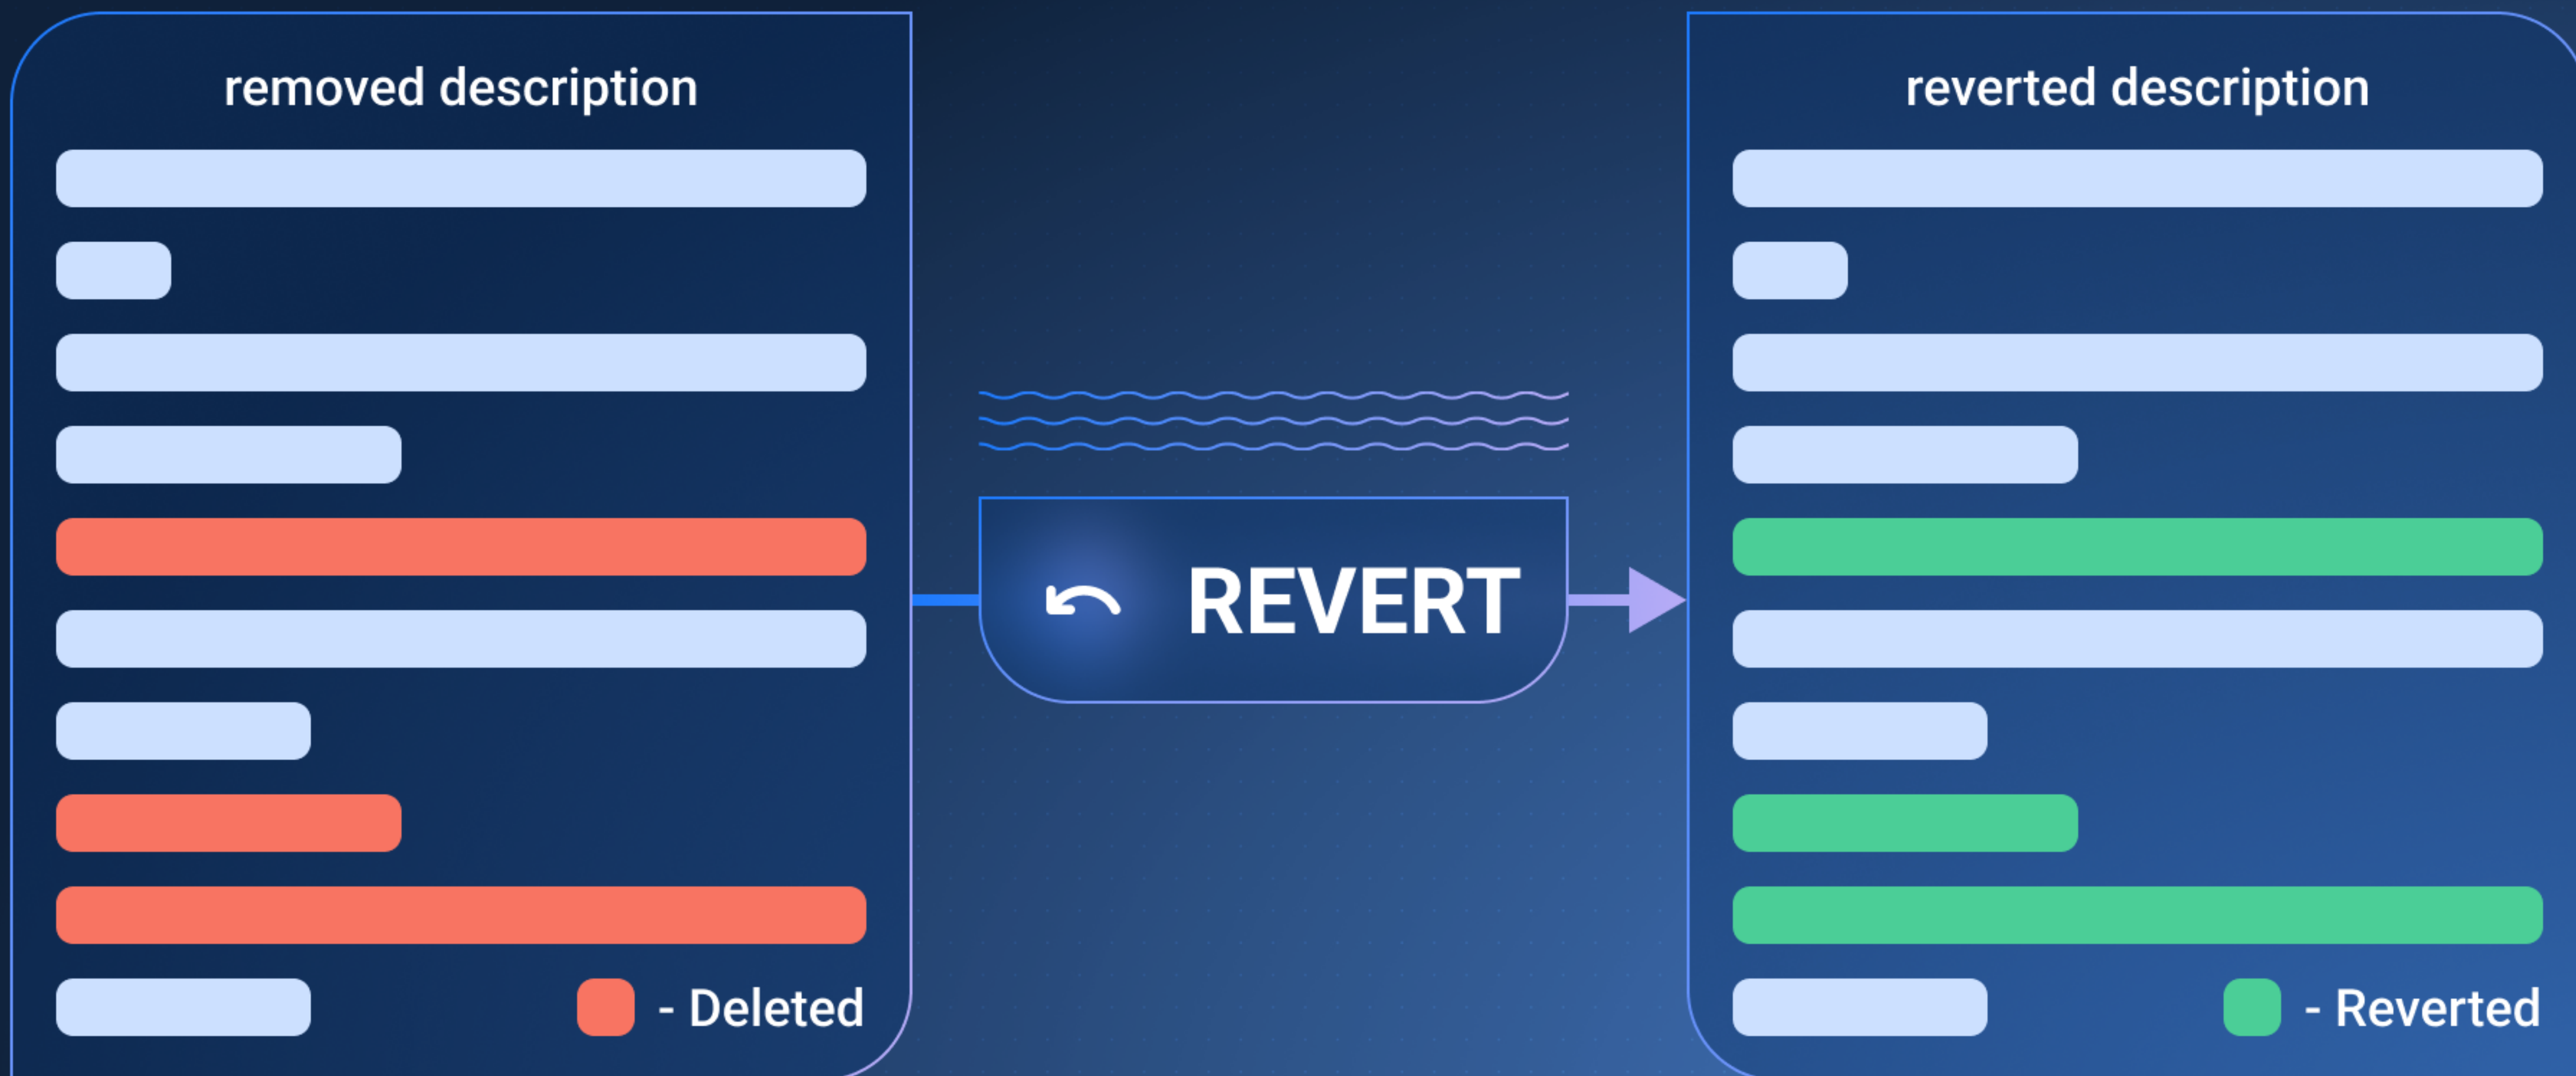 removed description
- Deleted
REVERT
reverted description
- Reverted